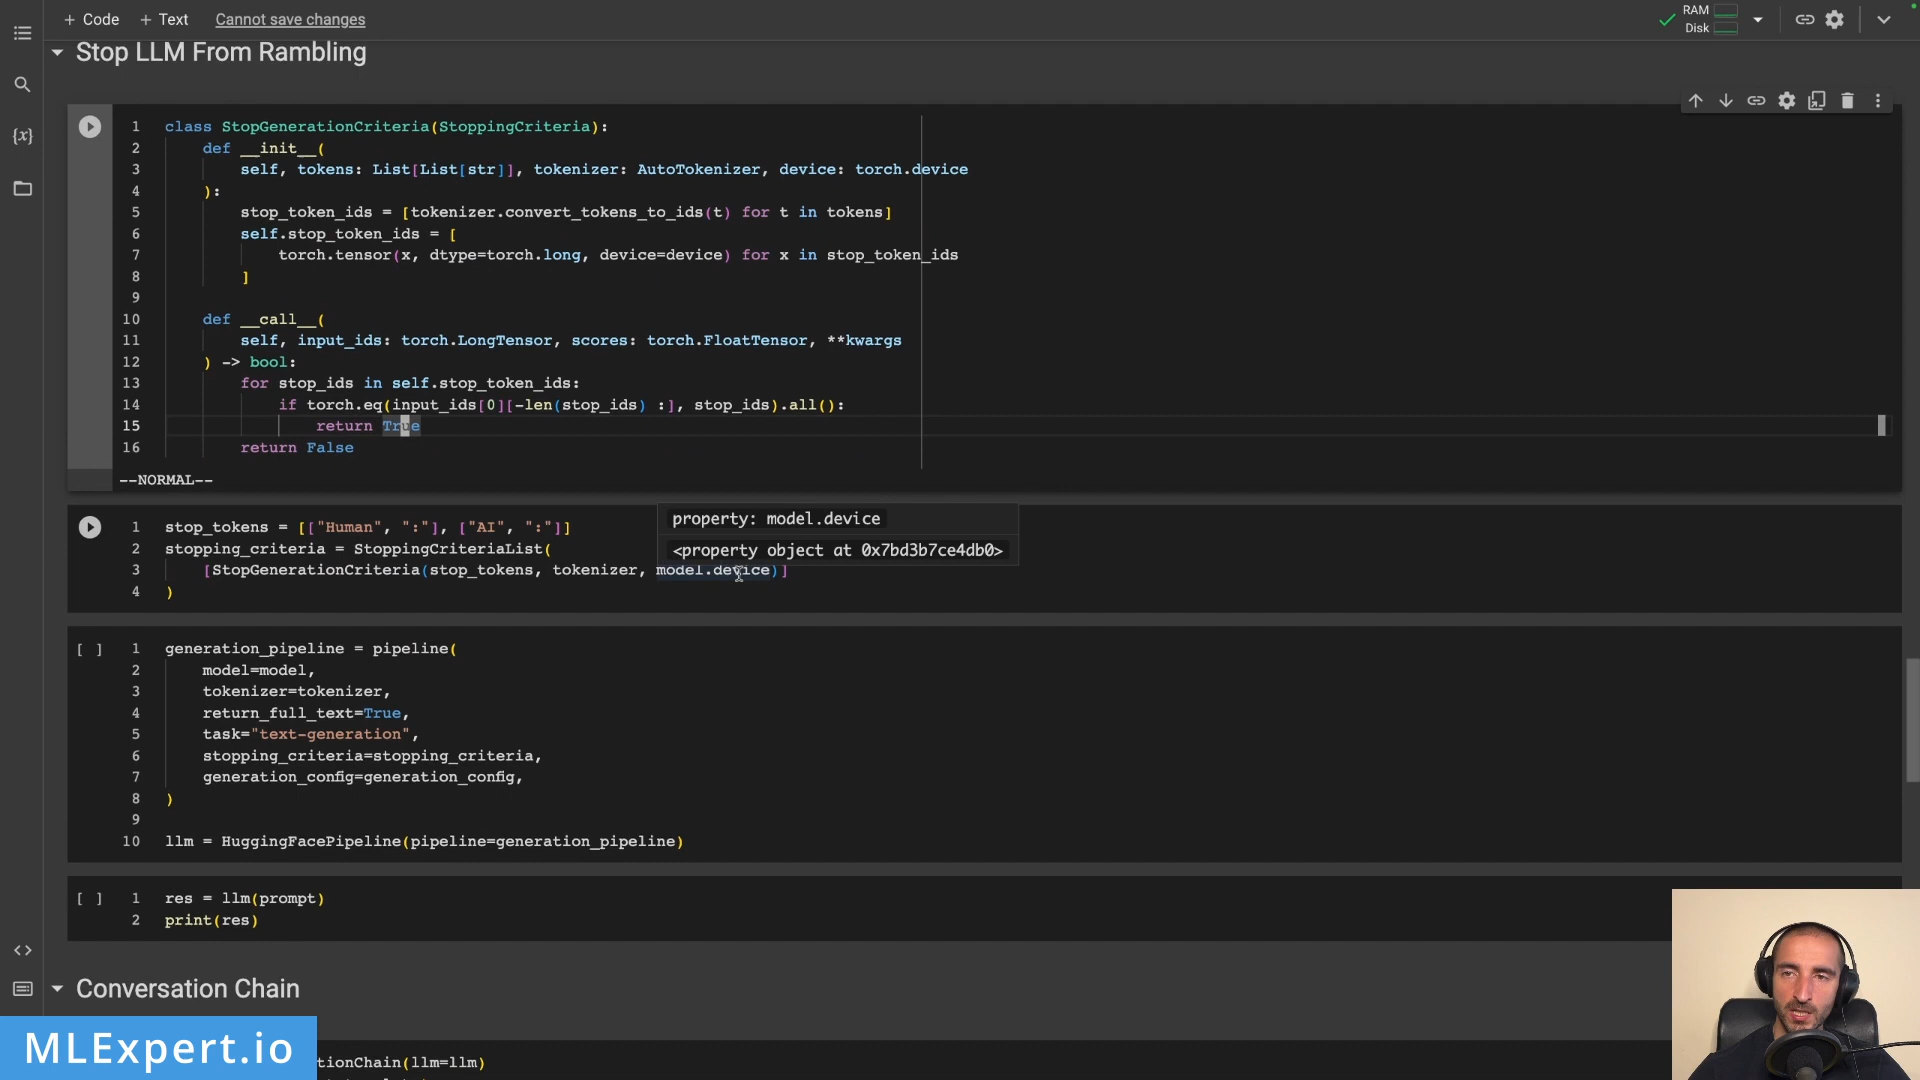 + Code + Text Cannot save changes
RAM
Disk
Stop LLM From Rambling
1 class StopGenerationCriteria(StoppingCriteria):
2 def __init__(
3 self, tokens: List[List[str]], tokenizer: AutoTokenizer, device: torch.device
4 ):
5 stop_token_ids = [tokenizer.convert_tokens_to_ids(t) for t in tokens]
6 self.stop_token_ids = [
7 torch.tensor(x, dtype=torch.long, device=device) for x in stop_token_ids
8 ]
9
10 def __call__(
11 self, input_ids: torch.LongTensor, scores: torch.FloatTensor, **kwargs
12 ) -> bool:
13 for stop_ids in self.stop_token_ids:
14 if torch.eq(input_ids[0][-len(stop_ids) :], stop_ids).all():
15 return True
16 return False
--NORMAL--
property: model.device
<property object at 0x7bd3b7ce4db0>
1 stop_tokens = [["Human", ":"], ["AI", ":"]]
2 stopping_criteria = StoppingCriteriaList(
3 [StopGenerationCriteria(stop_tokens, tokenizer, model.device)]
4 )
[ ] 1 generation_pipeline = pipeline(
2 model=model,
3 tokenizer=tokenizer,
4 return_full_text=True,
5 task="text-generation",
6 stopping_criteria=stopping_criteria,
7 generation_config=generation_config,
8 )
9
10 llm = HuggingFacePipeline(pipeline=generation_pipeline)
[ ] 1 res = llm(prompt)
2 print(res)
Conversation Chain
MLExpert.io
tionChain(llm=llm)